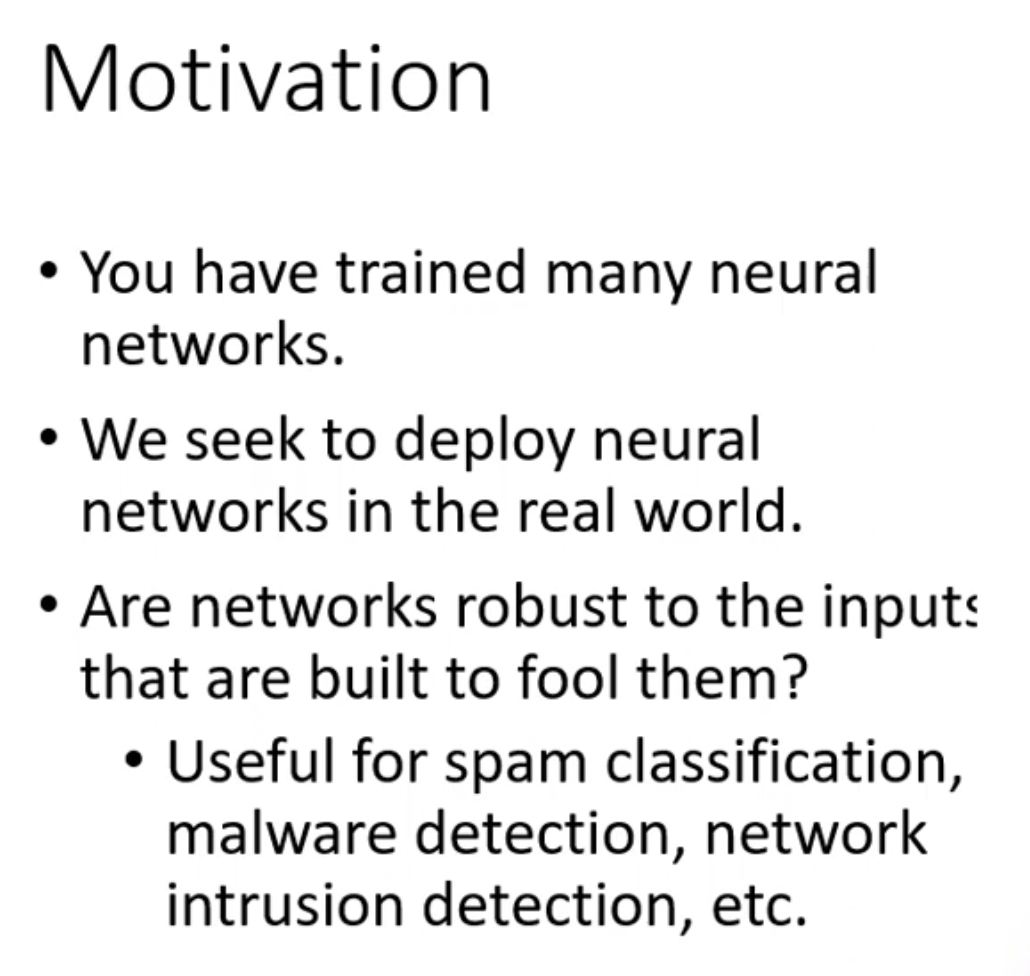 Motivation
• You have trained many neural
networks.
• We seek to deploy neural
networks in the real world.
• Are networks robust to the inputs
that are built to fool them?
• Useful for spam classification,
malware detection, network
intrusion detection, etc.